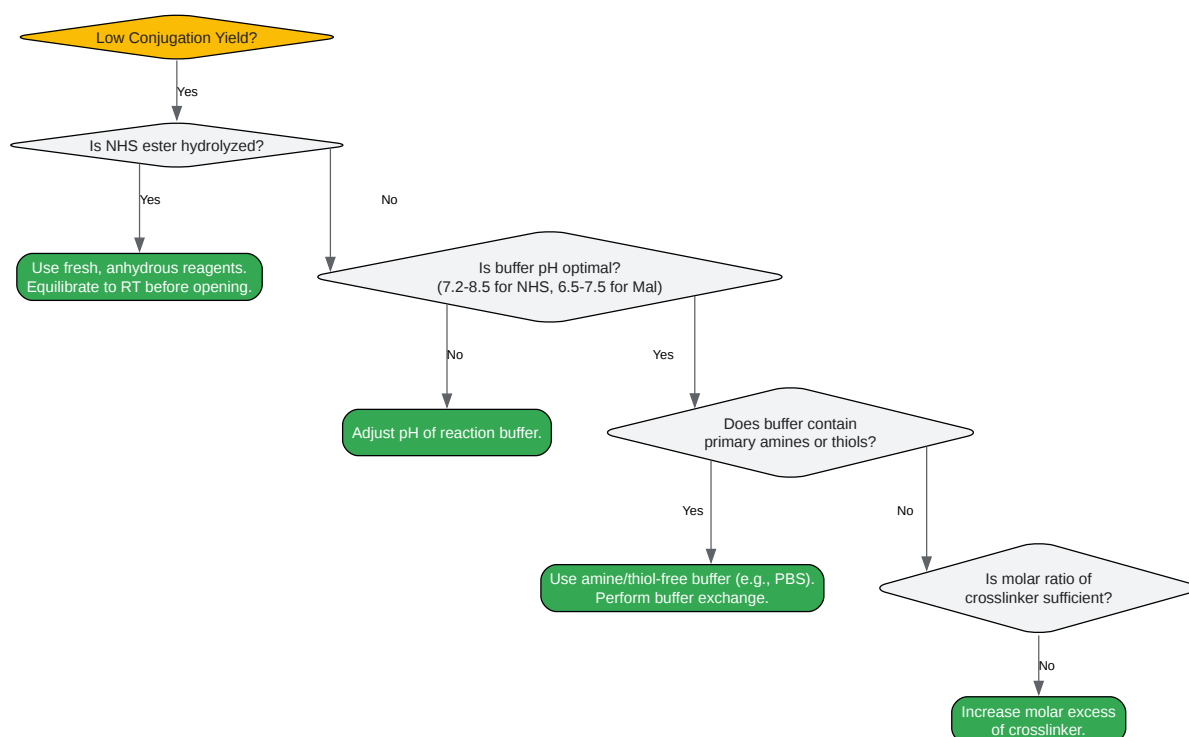 Low Conjugation Yield?
Yes
Is NHS ester hydrolyzed?
Yes
No
Use fresh, anhydrous reagents.
Equilibrate to RT before opening.
Is buffer pH optimal?
(7.2-8.5 for NHS, 6.5-7.5 for Mal)
No
Yes
Adjust pH of reaction buffer.
Does buffer contain
primary amines or thiols?
Yes
No
Use amine/thiol-free buffer (e.g., PBS).
Perform buffer exchange.
Is molar ratio of
crosslinker sufficient?
No
Increase molar excess
of crosslinker.